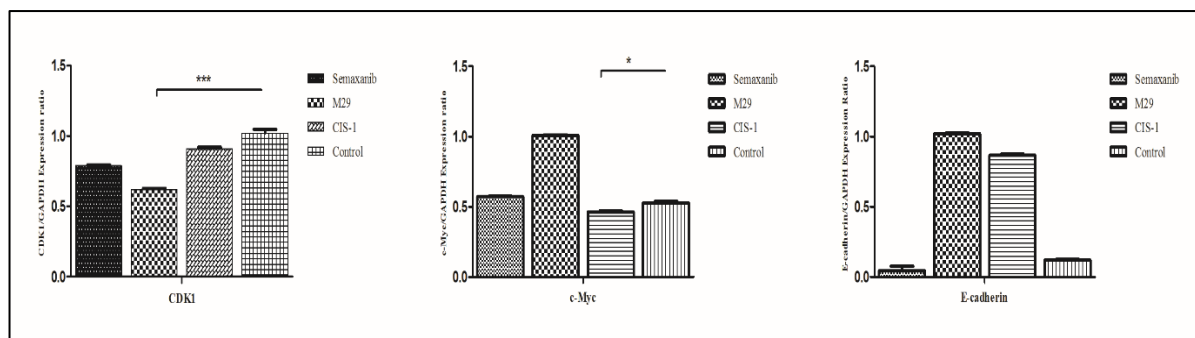 CDK1/GAPDH Expression ratio
1.5
1.0
0.5
0.0
***
Semaxanib
M29
CIS-1
Control
CDK1
c-Myc/GAPDH Expression ratio
1.5
1.0
0.5
0.0
*
Semaxanib
M29
CIS-1
Control
c-Myc
E-cadherin/GAPDH Expression Ratio
1.5
1.0
0.5
0.0
Semaxanib
M29
CIS-1
Control
E-cadherin